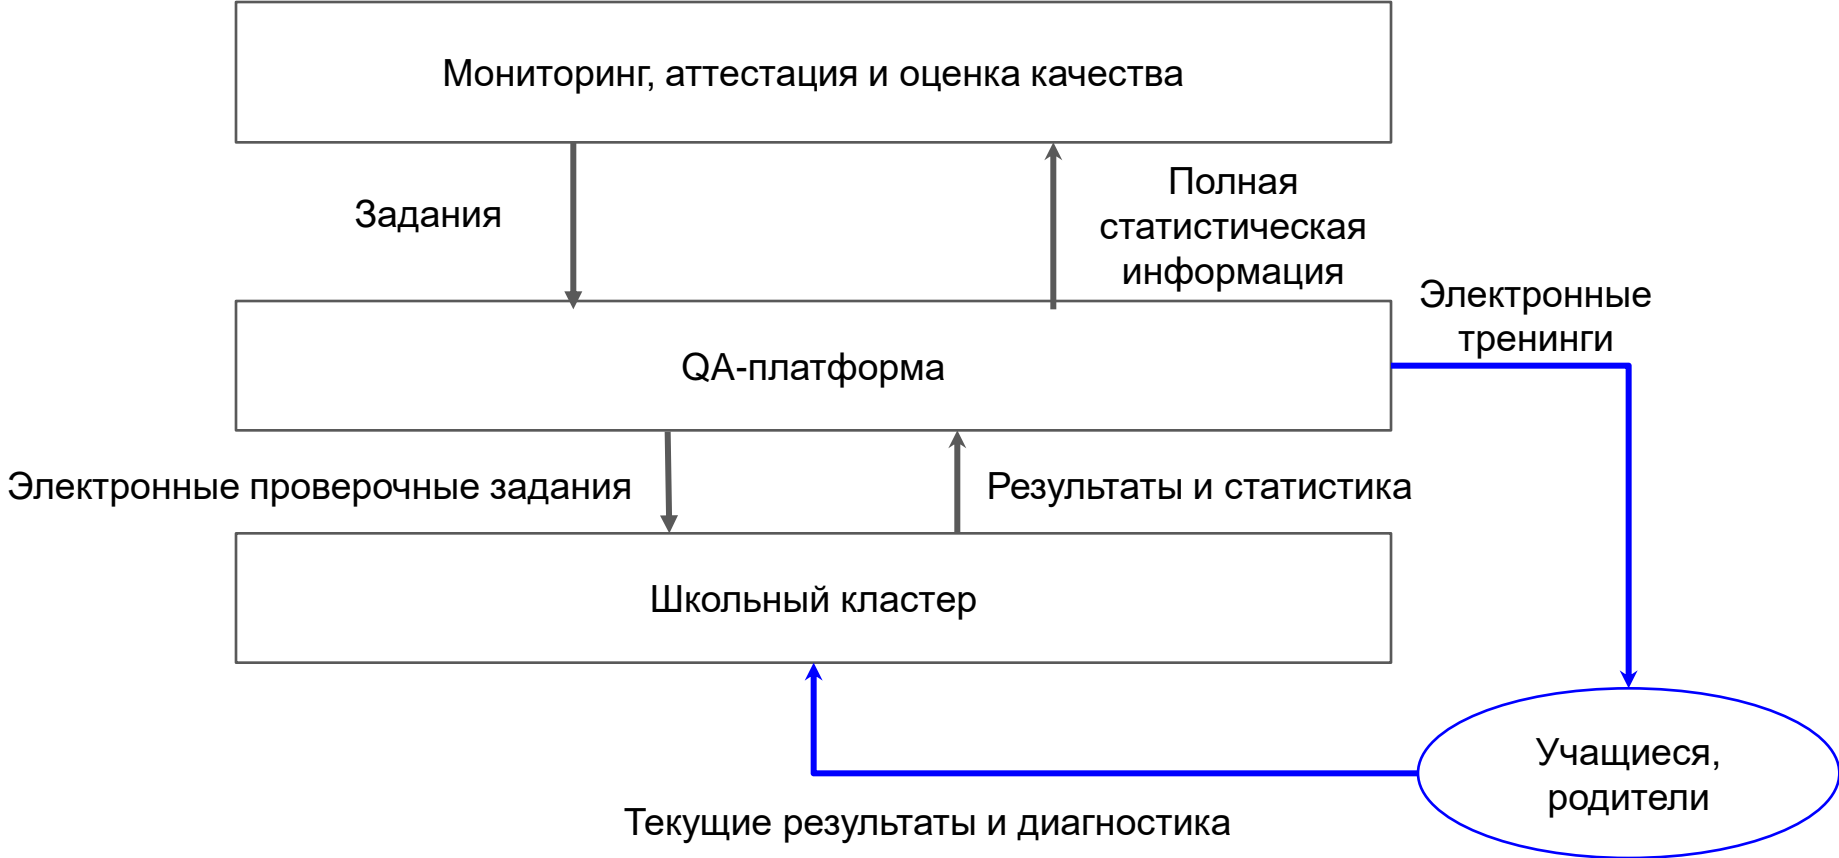 Мониторинг, аттестация и оценка качества
Задания
Полная
статистическая
информация
Электронные
тренинги
QA-платформа
Электронные проверочные задания
Результаты и статистика
Школьный кластер
Учащиеся,
родители
Текущие результаты и диагностика